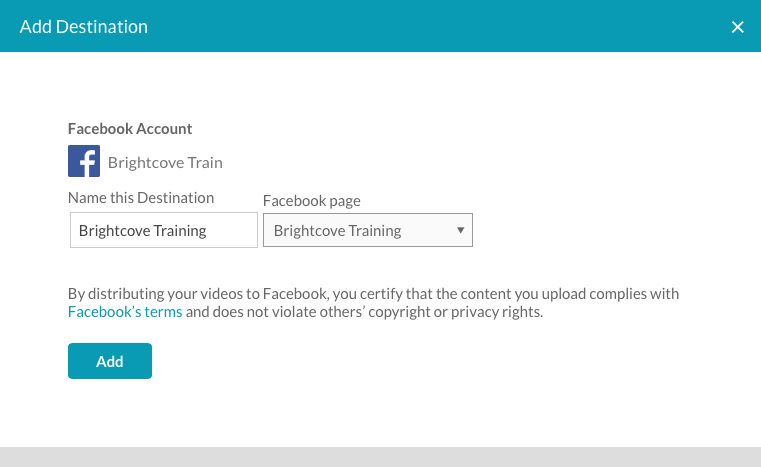 Add Destination
Facebook Account
Brightcove Train
Name this Destination
Facebook page
Brightcove Training
Brightcove Training
By distributing your videos to Facebook, you certify that the content you upload complies with
Facebook’s terms and does not violate others’ copyright or privacy rights.
Add